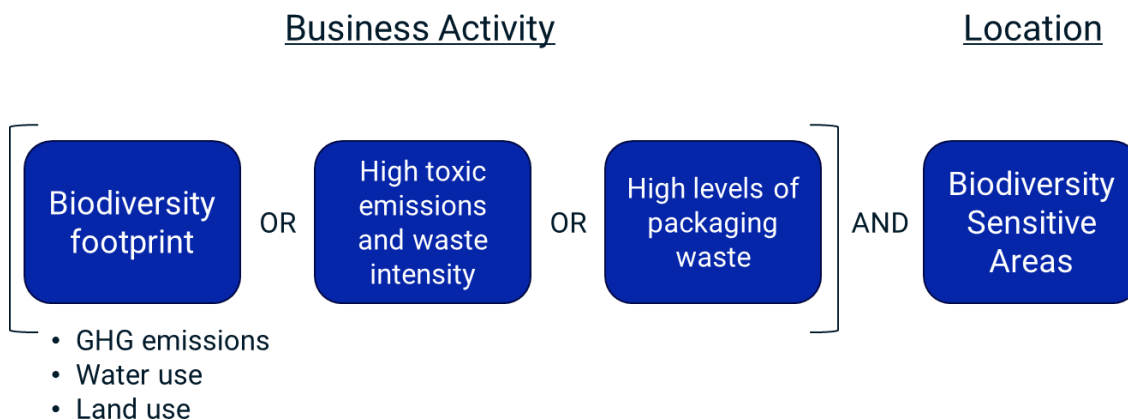 Business Activity
Location
Biodiversity
footprint
OR
High toxic
emissions
and waste
intensity
OR
High levels of
packaging
waste
AND
Biodiversity
Sensitive
Areas
• GHG emissions
• Water use
• Land use